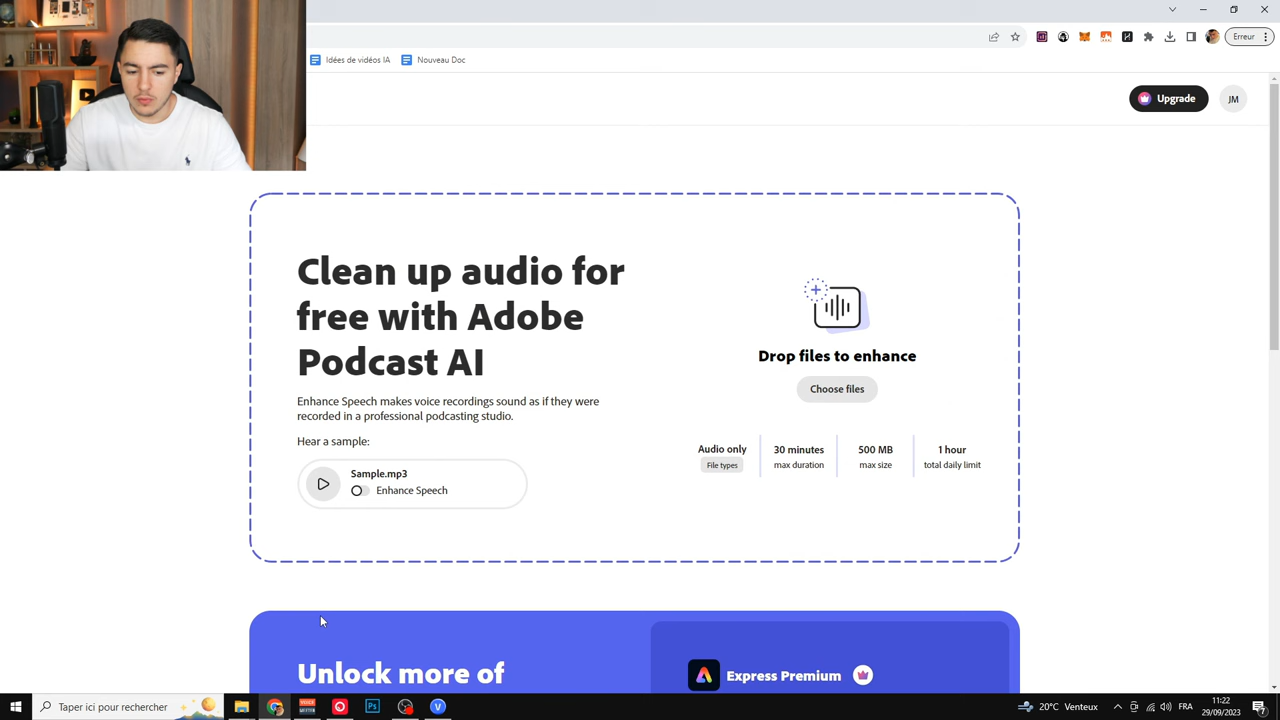 Erreur
Idées de vidéos IA
Nouveau Doc
Upgrade
JM
Clean up audio for
free with Adobe
Podcast AI
Enhance Speech makes voice recordings sound as if they were
recorded in a professional podcasting studio.
Hear a sample:
Sample.mp3
Enhance Speech
Drop files to enhance
Choose files
Audio only
File types
30 minutes
max duration
500 MB
max size
1 hour
total daily limit
Unlock more of
Express Premium
Taper ici pour rechercher
Ps
V
20°C Venteux
FRA
11:22
29/09/2023